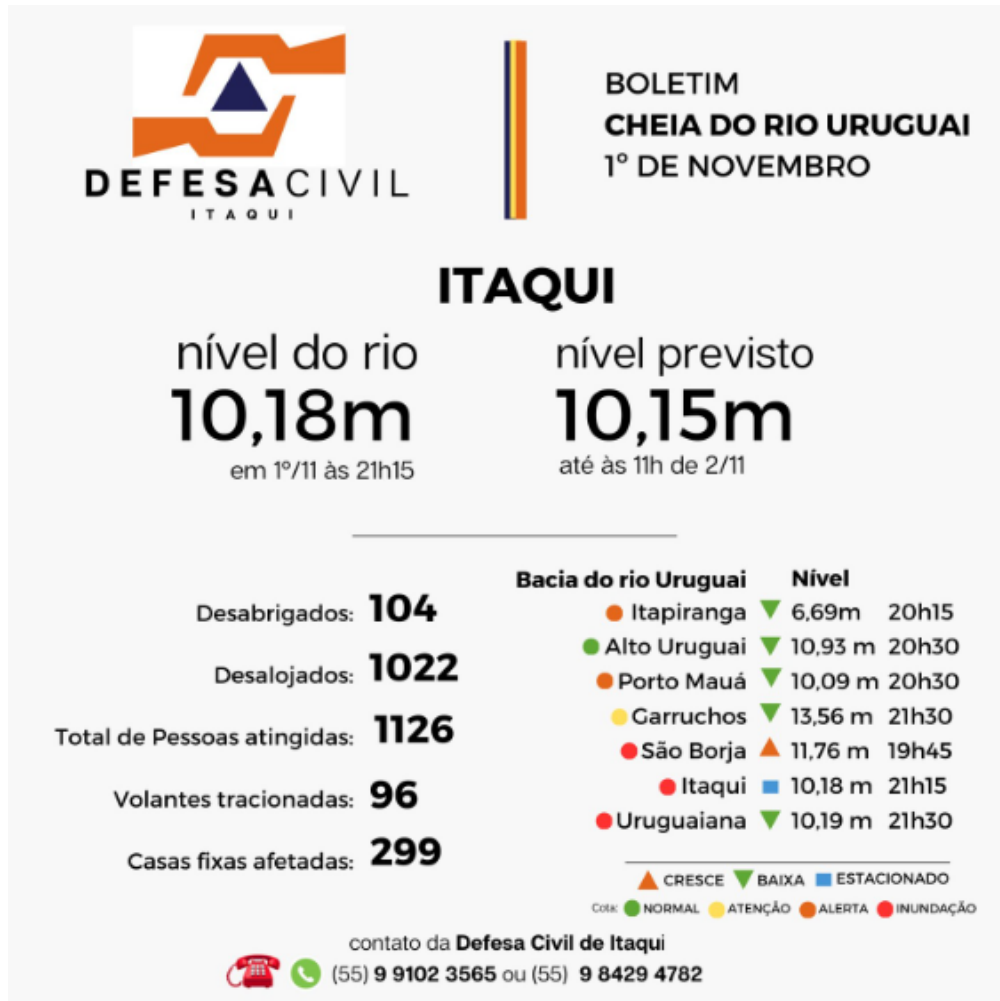 DEFESA CIVIL
ITAQUI
BOLETIM
CHEIA DO RIO URUGUAI
1º DE NOVEMBRO
ITAQUI
nível do rio
10,18m
em 1º/11 às 21h15
nível previsto
10,15m
até às 11h de 2/11
Desabrigados: 104
Desalojados: 1022
Total de Pessoas atingidas: 1126
Volantes tracionadas: 96
Casas fixas afetadas: 299
Bacia do rio Uruguai Nível
Itapiranga 6,69m 20h15
Alto Uruguai 10,93 m 20h30
Porto Mauá 10,09 m 20h30
Garruchos 13,56 m 21h30
São Borja 11,76 m 19h45
Itaqui 10,18 m 21h15
Uruguaiana 10,19 m 21h30
CRESCE BAIXA ESTACIONADO
Cota: NORMAL ATENÇÃO ALERTA INUNDAÇÃO
contato da Defesa Civil de Itaqui
(55) 9 9102 3565 ou (55) 9 8429 4782